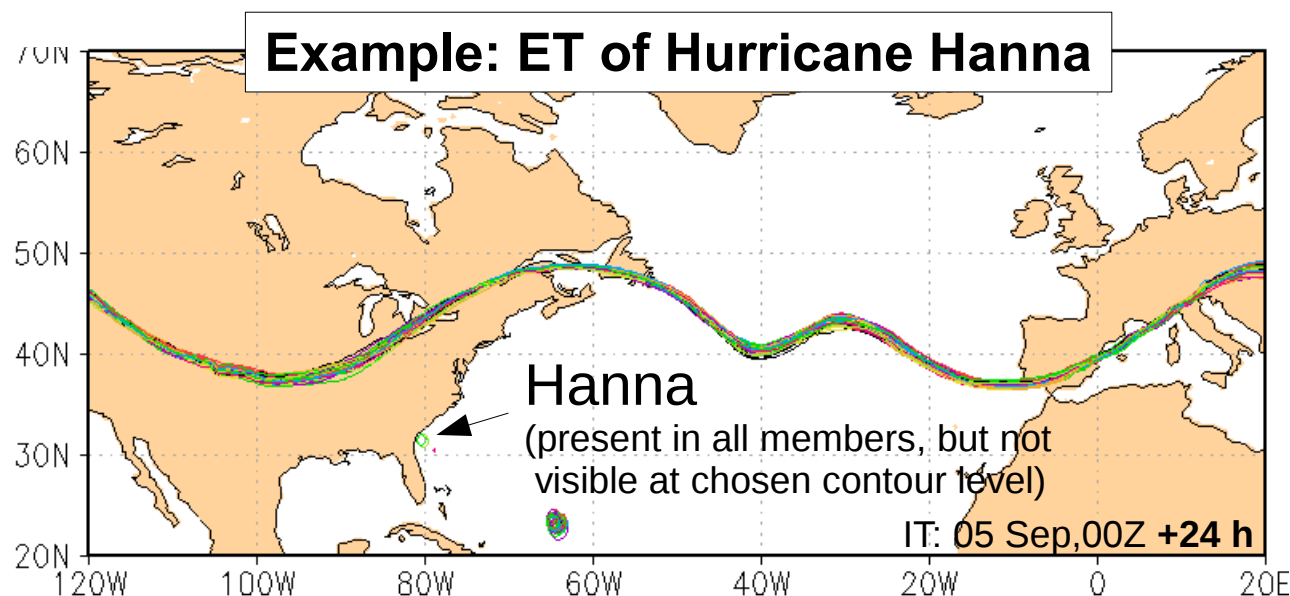 Example: ET of Hurricane Hanna
70N
60N
50N
40N
30N
20N
Hanna
(present in all members, but not
visible at chosen contour level)
IT: 05 Sep,00Z +24 h
120W 100W 80W 60W 40W 20W 0 20E